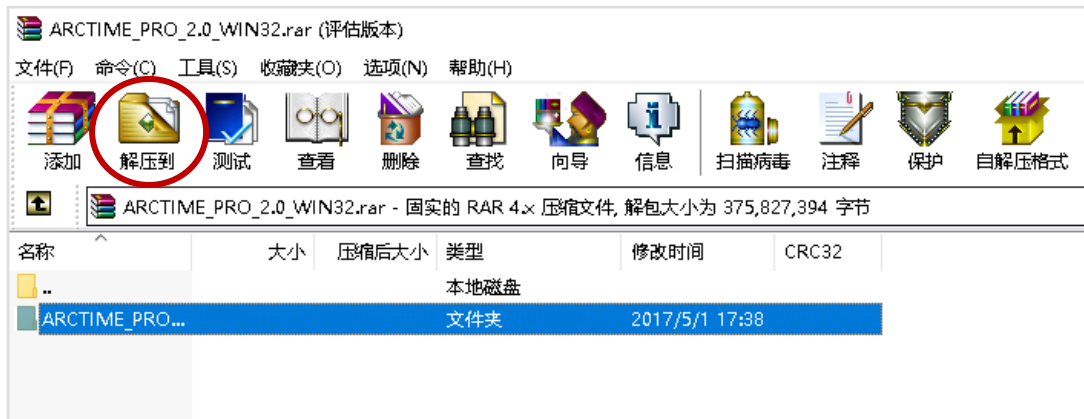 ARCTIME_PRO_2.0_WIN32.rar (评估版本)
文件(F) 命令(C) 工具(S) 收藏夹(O) 选项(N) 帮助(H)
添加 解压到 测试 查看 删除 查找 向导 信息 扫描病毒 注释 保护 自解压格式
ARCTIME_PRO_2.0_WIN32.rar - 固实的 RAR 4.x 压缩文件, 解包大小为 375,827,394 字节
名称 大小 压缩后大小 类型 修改时间 CRC32
.. 本地磁盘
ARCTIME_PRO... 文件夹 2017/5/1 17:38